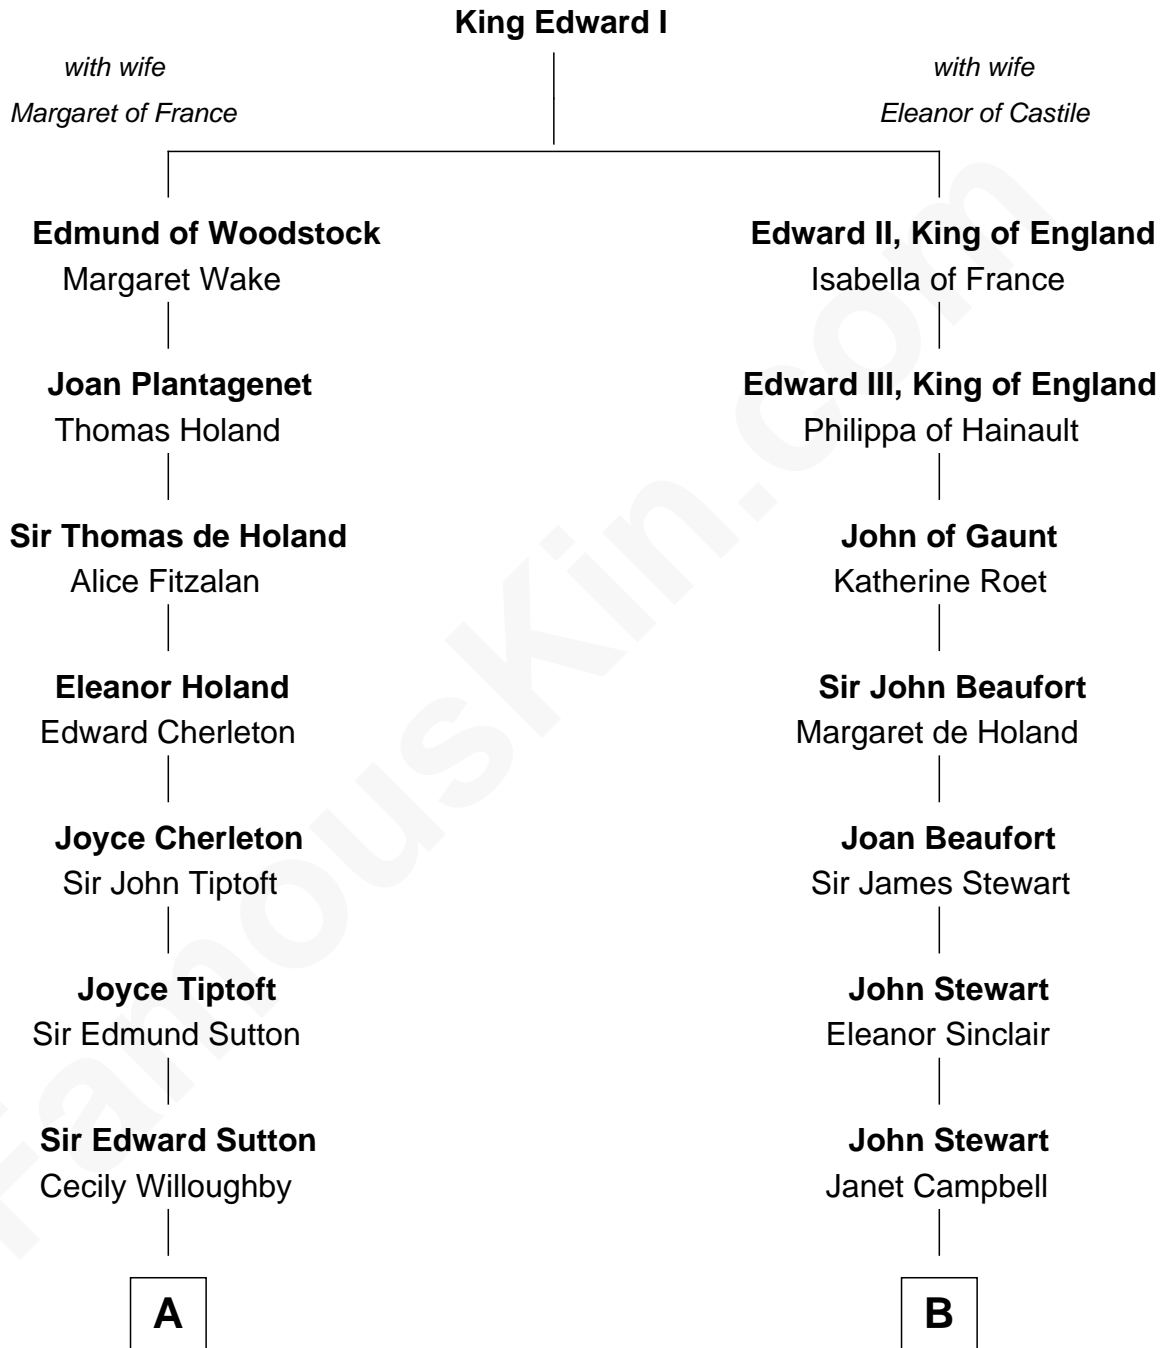 King Edward I
with wife
Margaret of France
with wife
Eleanor of Castile
Edmund of Woodstock
Margaret Wake
Edward II, King of England
Isabella of France
Joan Plantagenet
Thomas Holand
Edward III, King of England
Philippa of Hainault
Sir Thomas de Holand
Alice Fitzalan
John of Gaunt
Katherine Roet
Eleanor Holand
Edward Cherleton
Sir John Beaufort
Margaret de Holand
Joyce Cherleton
Sir John Tiptoft
Joan Beaufort
Sir James Stewart
Joyce Tiptoft
Sir Edmund Sutton
John Stewart
Eleanor Sinclair
Sir Edward Sutton
Cecily Willoughby
John Stewart
Janet Campbell
A
B
FamousKin.com